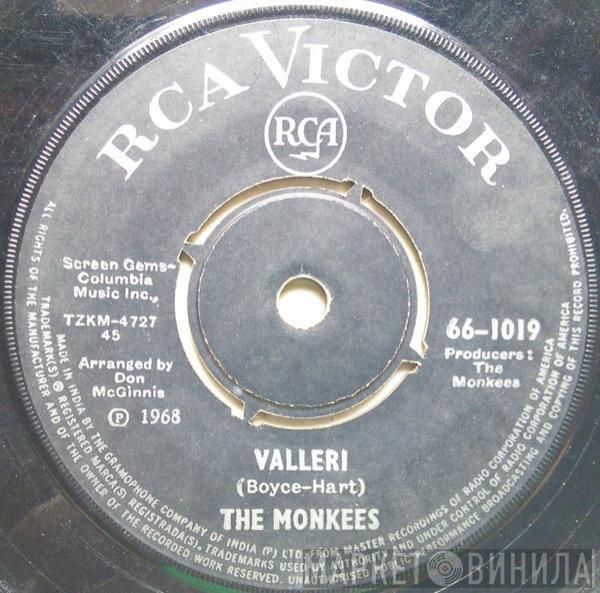 RCA VICTOR
RCA
Screen Gems-
Columbia
Music Inc.,
TZKM-4727
45
Arranged by
Don
McGinnis
Ⓟ 1968
66-1019
Producers:
The
Monkees
VALLERI
(Boyce-Hart)
THE MONKEES
ALL RIGHTS OF THE MANUFACTURER AND OF THE OWNER OF THE RECORDED WORK RESERVED. UNAUTHORISED PUBLIC PERFORMANCE BROADCASTING AND COPYING OF THIS RECORD PROHIBITED.
TRADEMARK(S) ® REGISTERED MARCA(S) REGISTRADA(S), TRADEMARKS USED BY AUTHORITY AND UNDER CONTROL OF RADIO CORPORATION OF AMERICA
MADE IN INDIA BY THE GRAMOPHONE COMPANY OF INDIA (P) LTD. FROM MASTER RECORDINGS OF RADIO CORPORATION OF AMERICA
МАРКЕТ ВИНИЛА